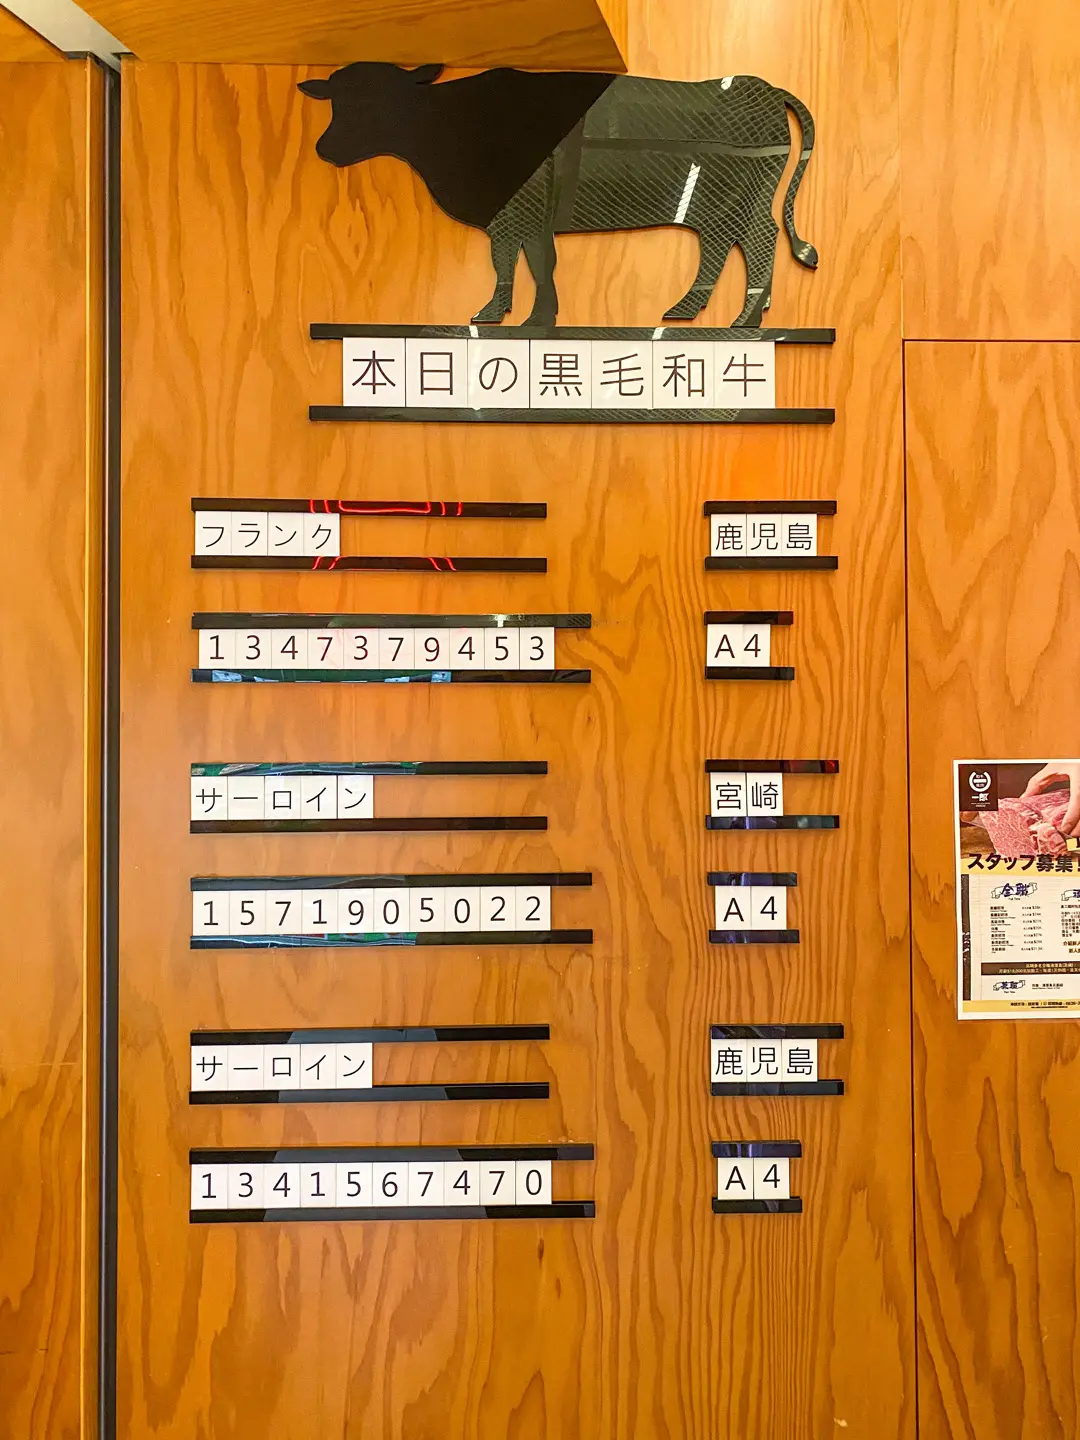 本日の黒毛和牛
フランク 鹿児島
1347379453 A4
サーロイン 宮崎
1571905022 A4
サーロイン 鹿児島
1341567470 A4
スタッフ募集!
全職